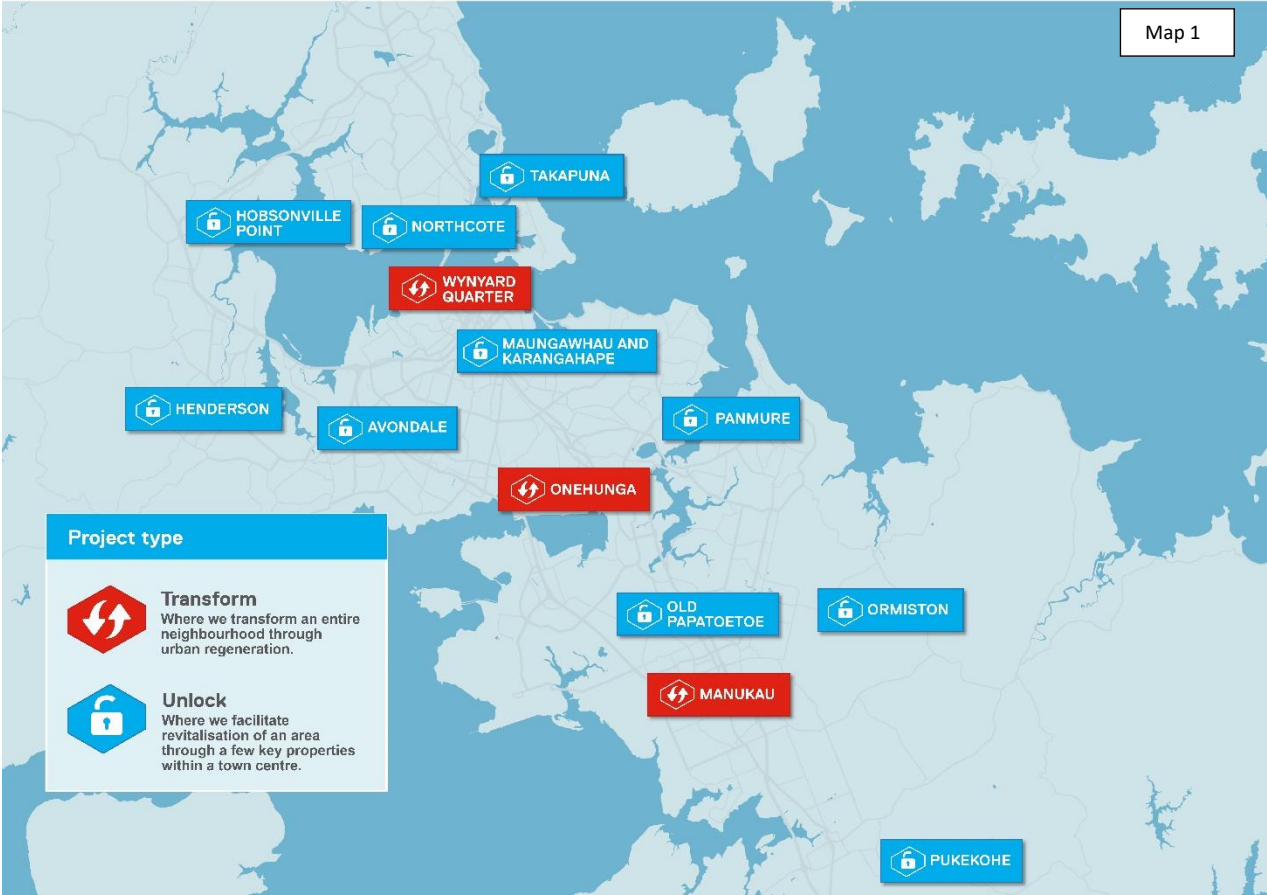 Map 1
TAKAPUNA
HOBSONVILLE
POINT
NORTHCOTE
WYNYARD
QUARTER
MAUNGAWHAU AND
KARANGAHAPE
HENDERSON
AVONDALE
PANMURE
ONEHUNGA
Project type
Transform
Where we transform an entire
neighbourhood through
urban regeneration.
Unlock
Where we facilitate
revitalisation of an area
through a few key properties
within a town centre.
OLD
PAPATOETOE
ORMISTON
MANUKAU
PUKEKOHE